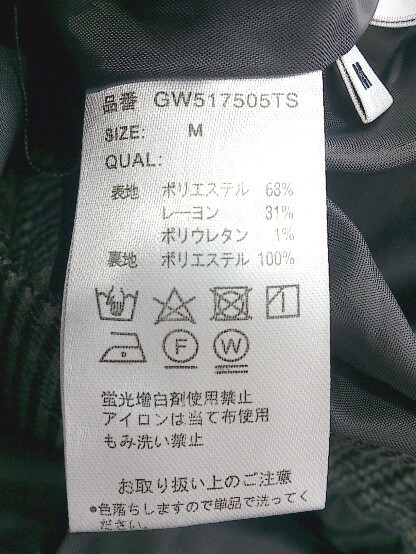 品番 GW517505TS
SIZE: M
QUAL:
表地 ポリエステル 68%
レーヨン 31%
ポリウレタン 1%
裏地 ポリエステル 100%
F W
蛍光増白剤使用禁止
アイロンは当て布使用
もみ洗い禁止
お取り扱い上のご注意
●色落ちしますので単品で洗ってく
ださい。